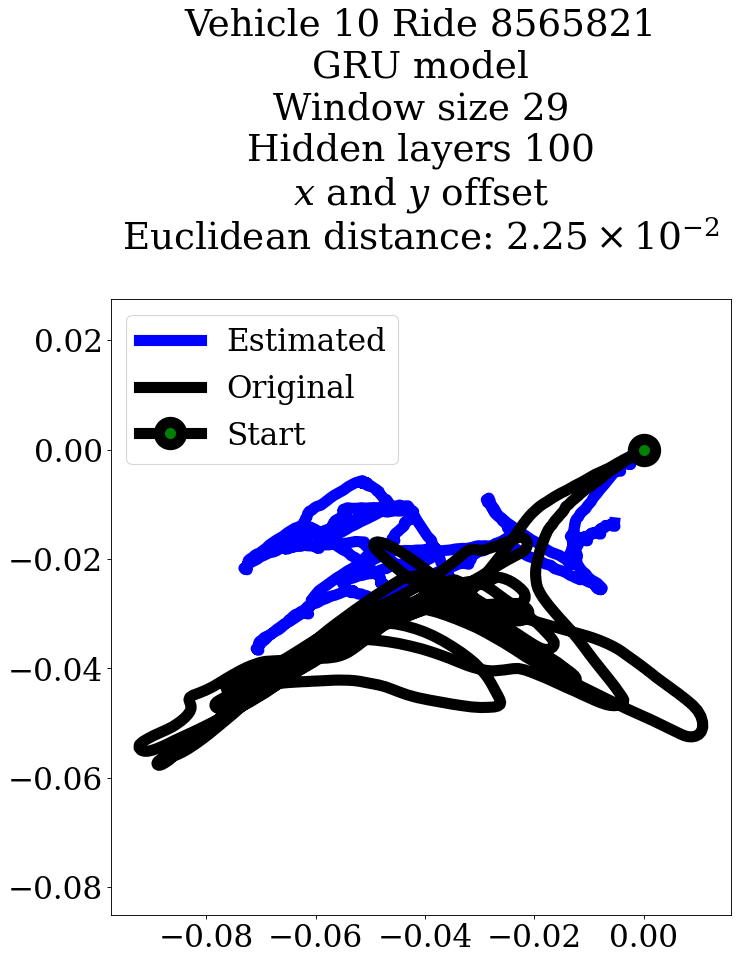 Vehicle 10 Ride 8565821
GRU model
Window size 29
Hidden layers 100
x and y offset
Euclidean distance: 2.25 × 10⁻²
Estimated
Original
Start
0.02
0.00
−0.02
−0.04
−0.06
−0.08
−0.08 −0.06 −0.04 −0.02 0.00